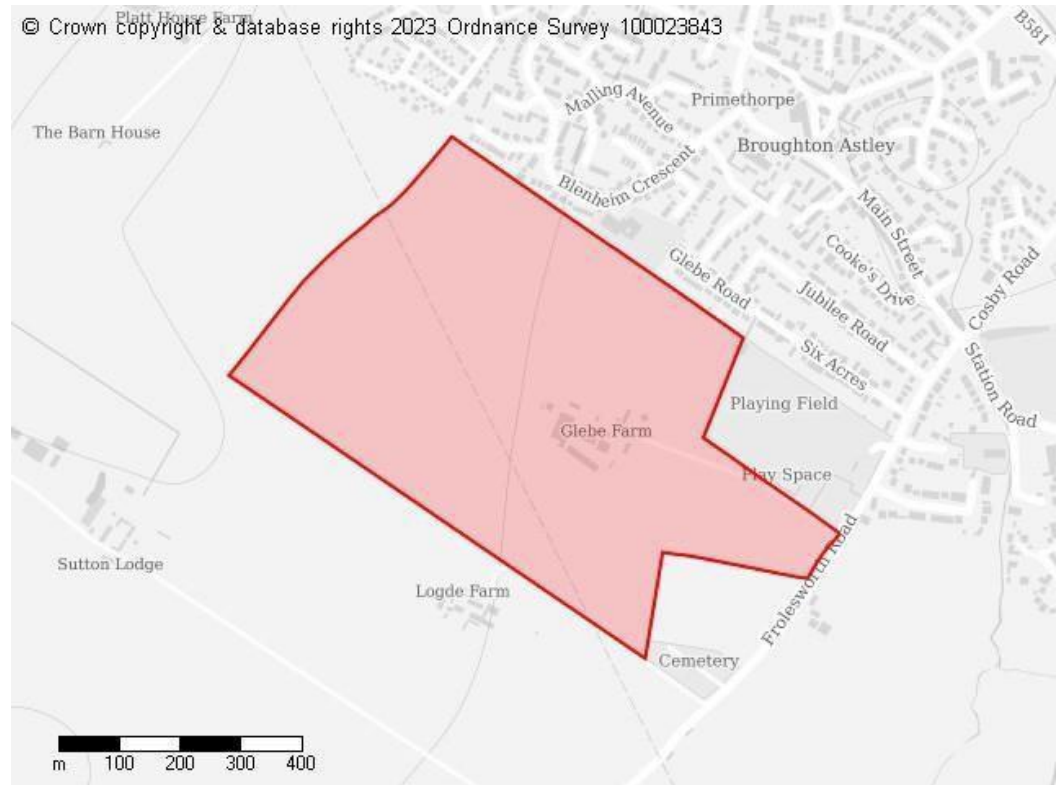 Platt House Farm
© Crown copyright & database rights 2023 Ordnance Survey 100023843
B581
Malling Avenue
Primethorpe
The Barn House
Broughton Astley
Blenheim Crescent
Main Street
Cooke's Drive
Cosby Road
Glebe Road
Jubilee Road
Six Acres
Station Road
Playing Field
Glebe Farm
Play Space
Sutton Lodge
Logde Farm
Frolesworth Road
Cemetery
m 100 200 300 400